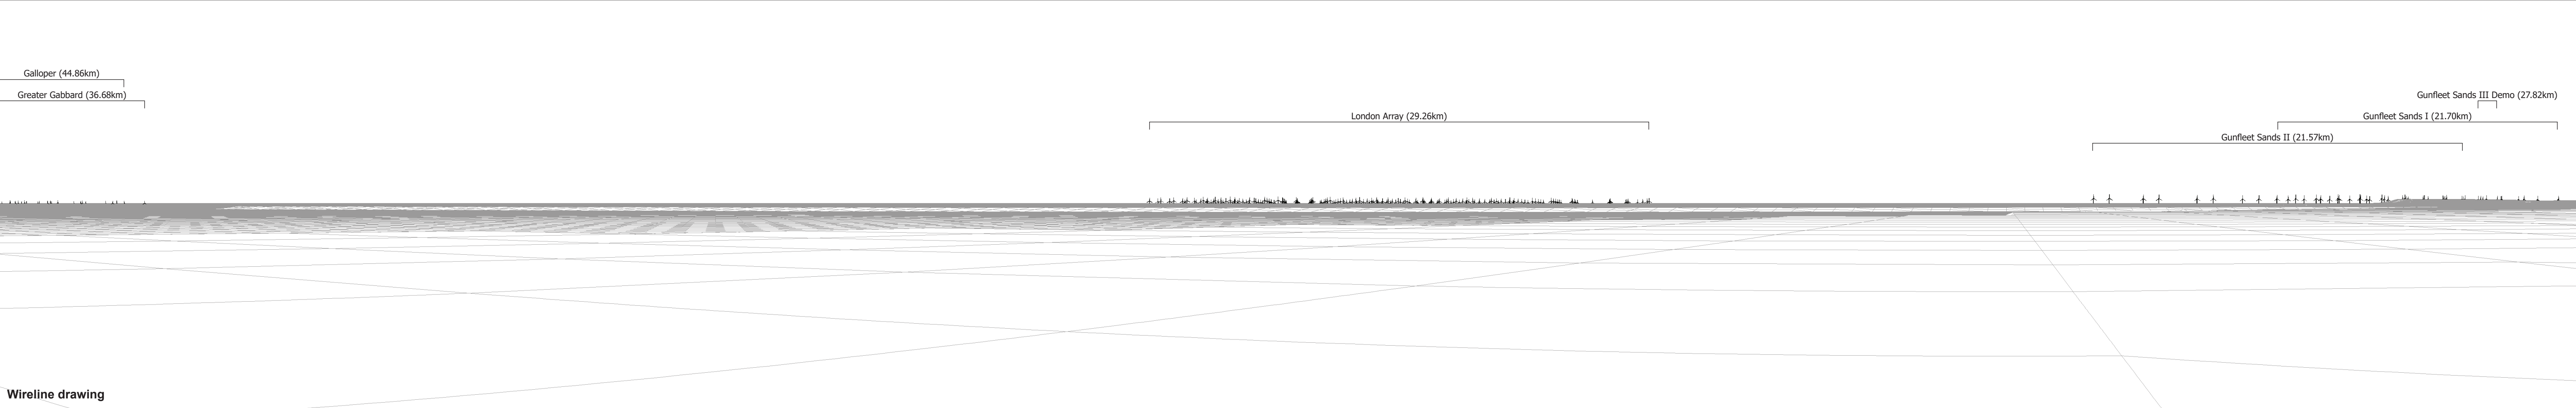 Galloper (44.86km)
Greater Gabbard (36.68km)
London Array (29.26km)
Gunfleet Sands III Demo (27.82km)
Gunfleet Sands I (21.70km)
Gunfleet Sands II (21.57km)
Wireline drawing